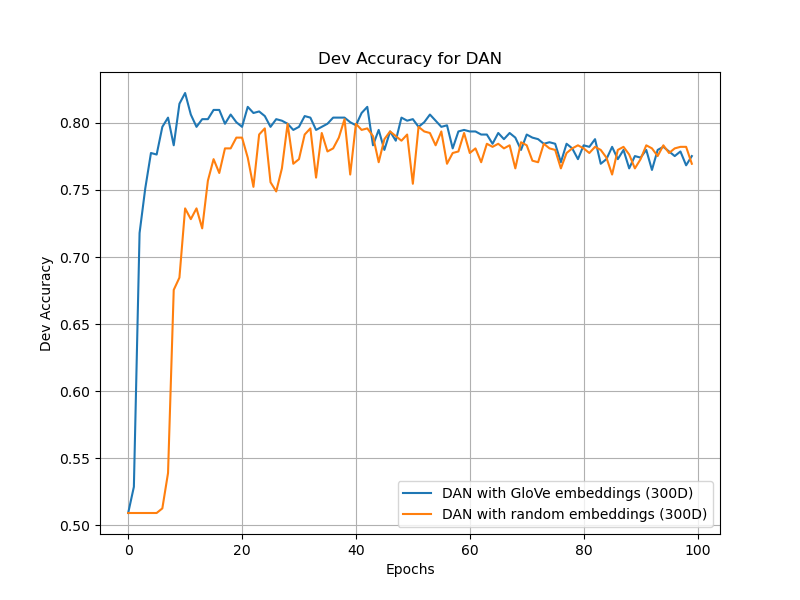 Dev Accuracy for DAN
Dev Accuracy
0.80
0.75
0.70
0.65
0.60
0.55
0.50
DAN with GloVe embeddings (300D)
DAN with random embeddings (300D)
0 20 40 60 80 100
Epochs